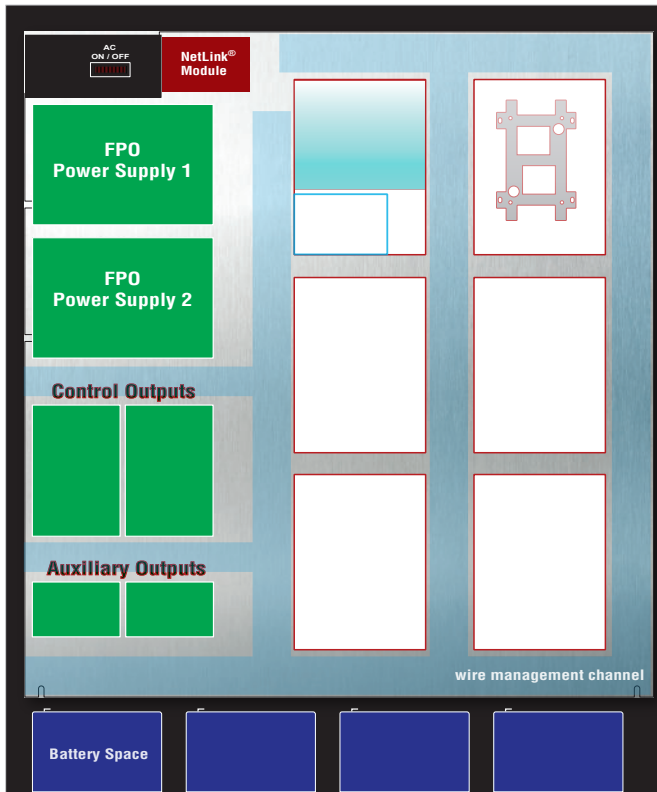 AC
ON / OFF
NetLink®
Module
FPO
Power Supply 1
FPO
Power Supply 2
Control Outputs
Auxiliary Outputs
wire management channel
Battery Space